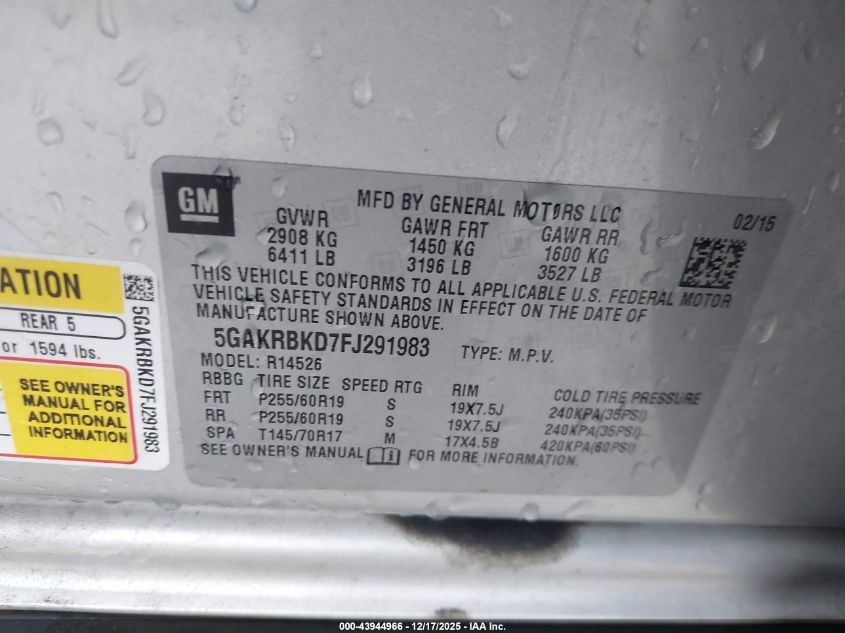 GM
MFD BY GENERAL MOTORS LLC
02/15
GVWR GAWR FRT GAWR RR
2908 KG 1450 KG 1600 KG
6411 LB 3196 LB 3527 LB
THIS VEHICLE CONFORMS TO ALL APPLICABLE U.S. FEDERAL MOTOR
VEHICLE SAFETY STANDARDS IN EFFECT ON THE DATE OF
MANUFACTURE SHOWN ABOVE.
5GAKRBKD7FJ291983 TYPE: M.P.V.
MODEL: R14526
RBBG TIRE SIZE SPEED RTG RIM COLD TIRE PRESSURE
FRT P255/60R19 S 19X7.5J 240KPA(35PSI)
RR P255/60R19 S 19X7.5J 240KPA(35PSI)
SPA T145/70R17 M 17X4.5B 420KPA(60PSI)
SEE OWNER'S MANUAL i FOR MORE INFORMATION.
ATION
REAR 5
or 1594 lbs.
SEE OWNER'S
MANUAL FOR
ADDITIONAL
INFORMATION
5GAKRBKD7FJ291983
000-43944966 - 12/17/2025 - IAA Inc.